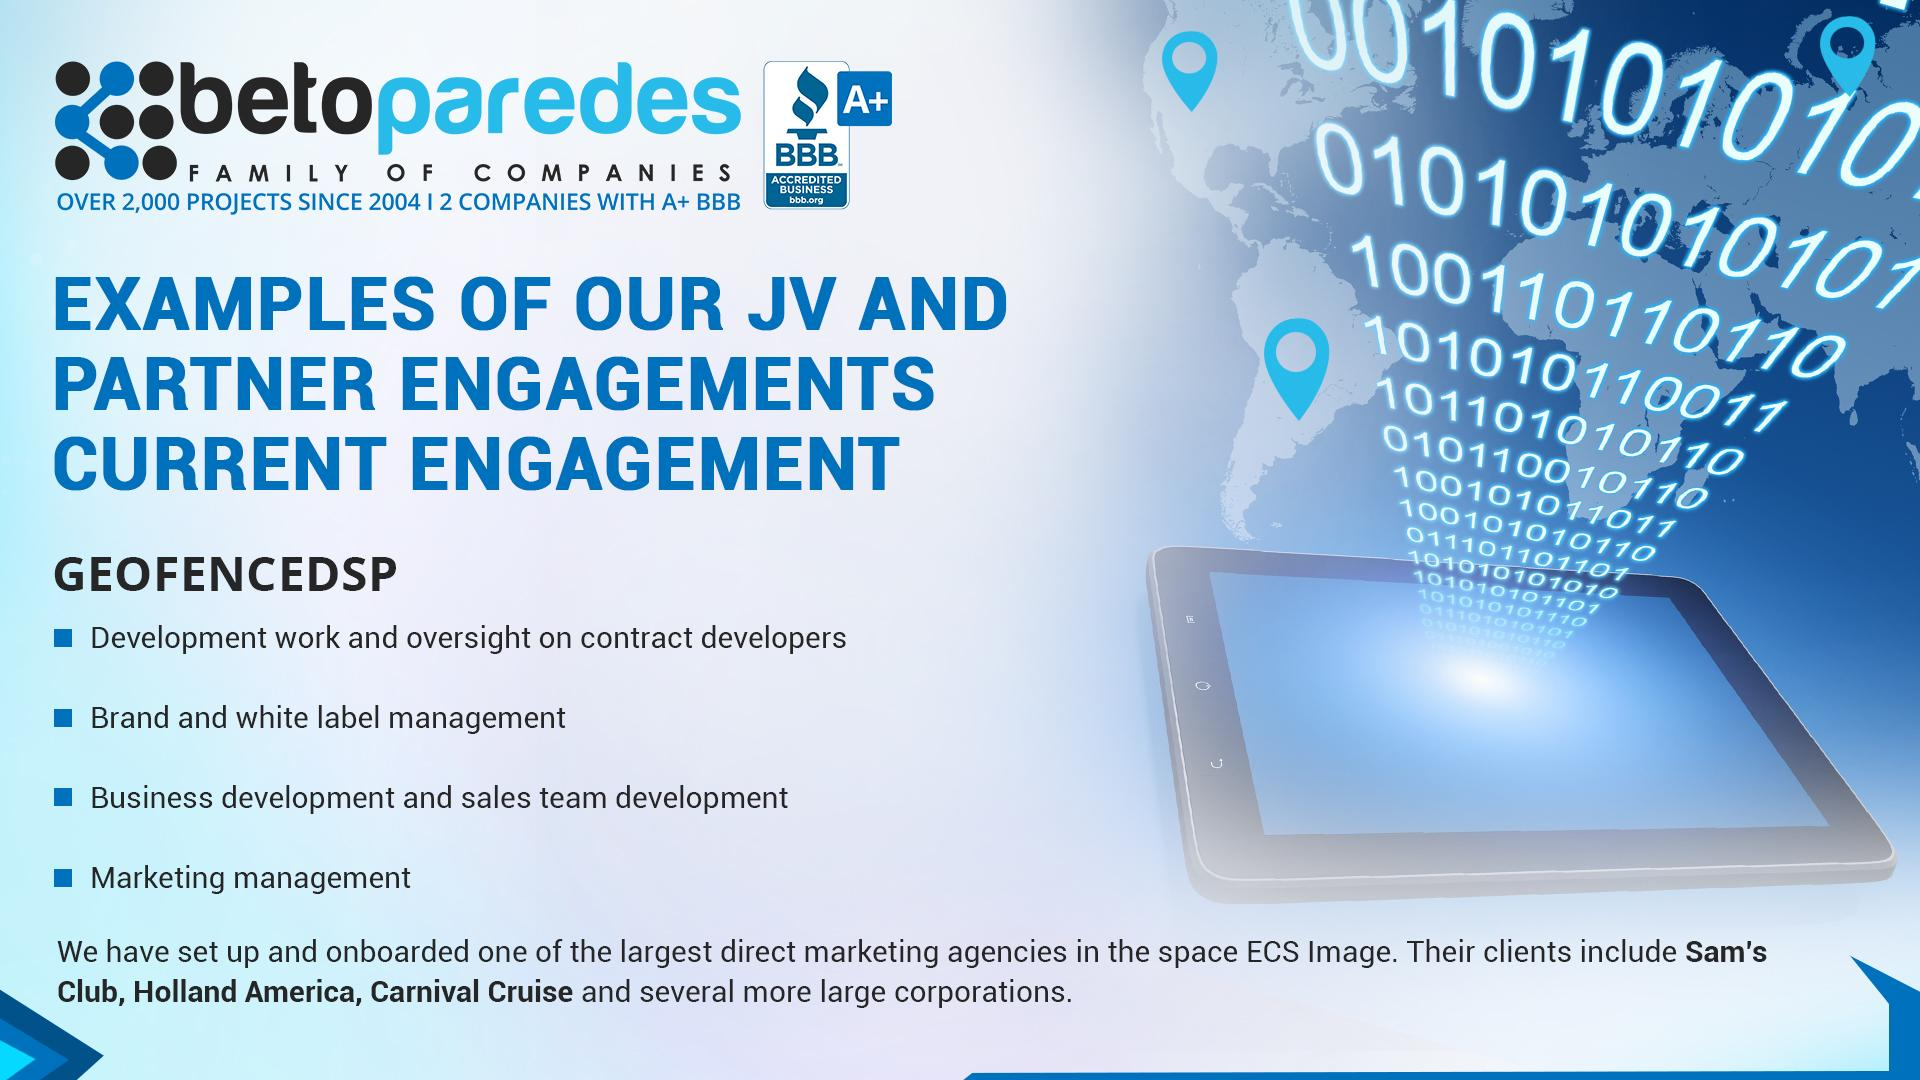 betoparedes
FAMILY OF COMPANIES
OVER 2,000 PROJECTS SINCE 2004 I 2 COMPANIES WITH A+ BBB
A+
BBB
ACCREDITED
BUSINESS
bbb.org
EXAMPLES OF OUR JV AND
PARTNER ENGAGEMENTS
CURRENT ENGAGEMENT
GEOFENCEDSP
Development work and oversight on contract developers
Brand and white label management
Business development and sales team development
Marketing management
We have set up and onboarded one of the largest direct marketing agencies in the space ECS Image. Their clients include Sam's
Club, Holland America, Carnival Cruise and several more large corporations.